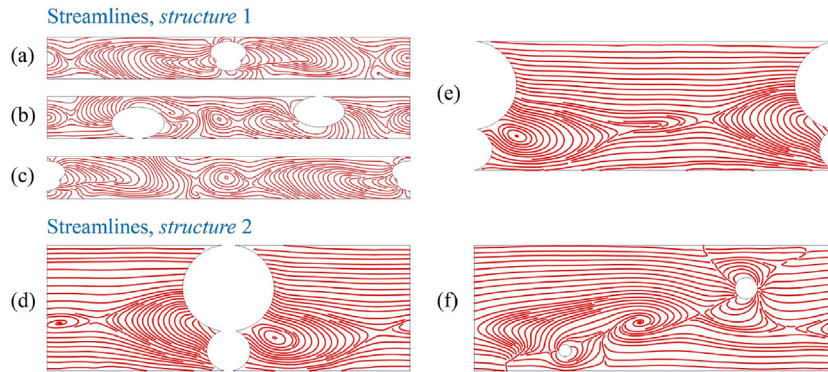 Streamlines, structure 1
(a)
(b)
(c)
(e)
Streamlines, structure 2
(d)
(f)